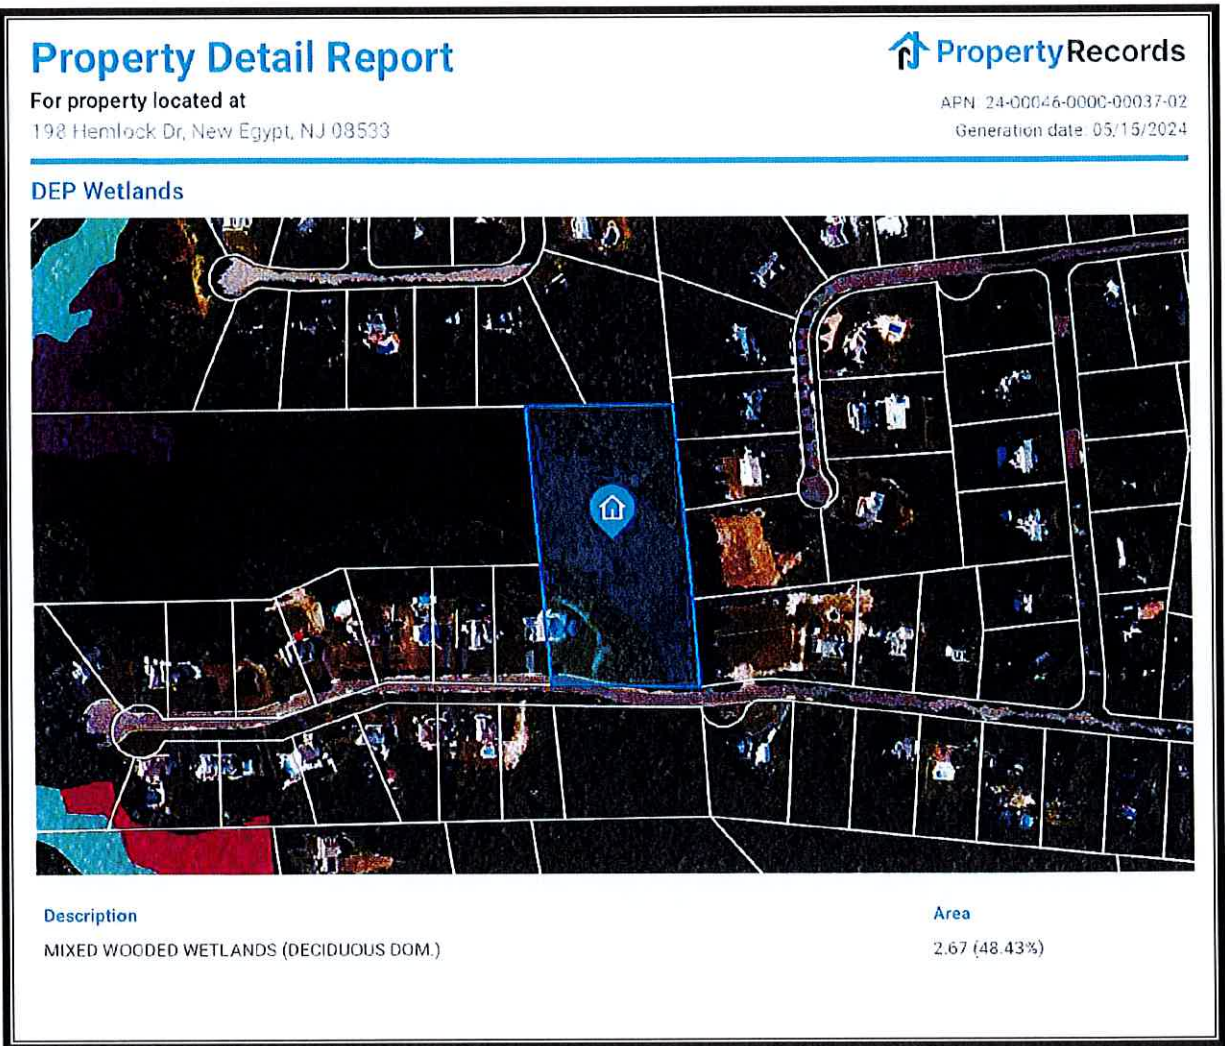 Property Detail Report
PropertyRecords
For property located at
198 Hemlock Dr, New Egypt, NJ 08533
APN: 24-00046-0000-00037-02
Generation date: 05/15/2024
DEP Wetlands
Description
Area
MIXED WOODED WETLANDS (DECIDUOUS DOM.)
2.67 (48.43%)